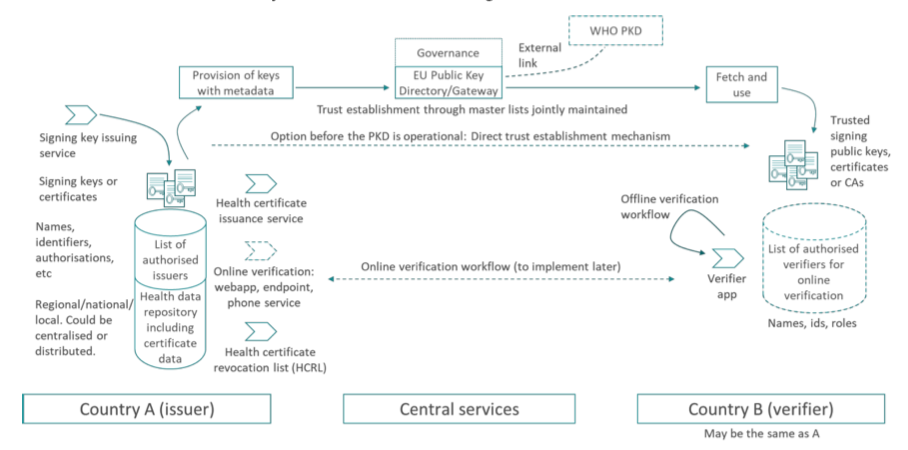 WHO PKD
Governance
External
link
Provision of keys
with metadata
EU Public Key
Directory/Gateway
Fetch and
use
Trust establishment through master lists jointly maintained
Signing key issuing
service
Option before the PKD is operational: Direct trust establishment mechanism
Trusted
signing
public keys,
certificates
or CAs
Signing keys or
certificates
Health certificate
issuance service
Offline verification
workflow
Names,
identifiers,
authorisations,
etc
List of
authorised
issuers
Online verification:
webapp, endpoint,
phone service
Online verification workflow (to implement later)
Verifier
app
List of authorised
verifiers for
online
verification
Names, ids, roles
Regional/national/
local. Could be
centralised or
distributed.
Health data
repository
including
certificate
data
Health certificate
revocation list (HCRL)
Country A (issuer)
Central services
Country B (verifier)
May be the same as A